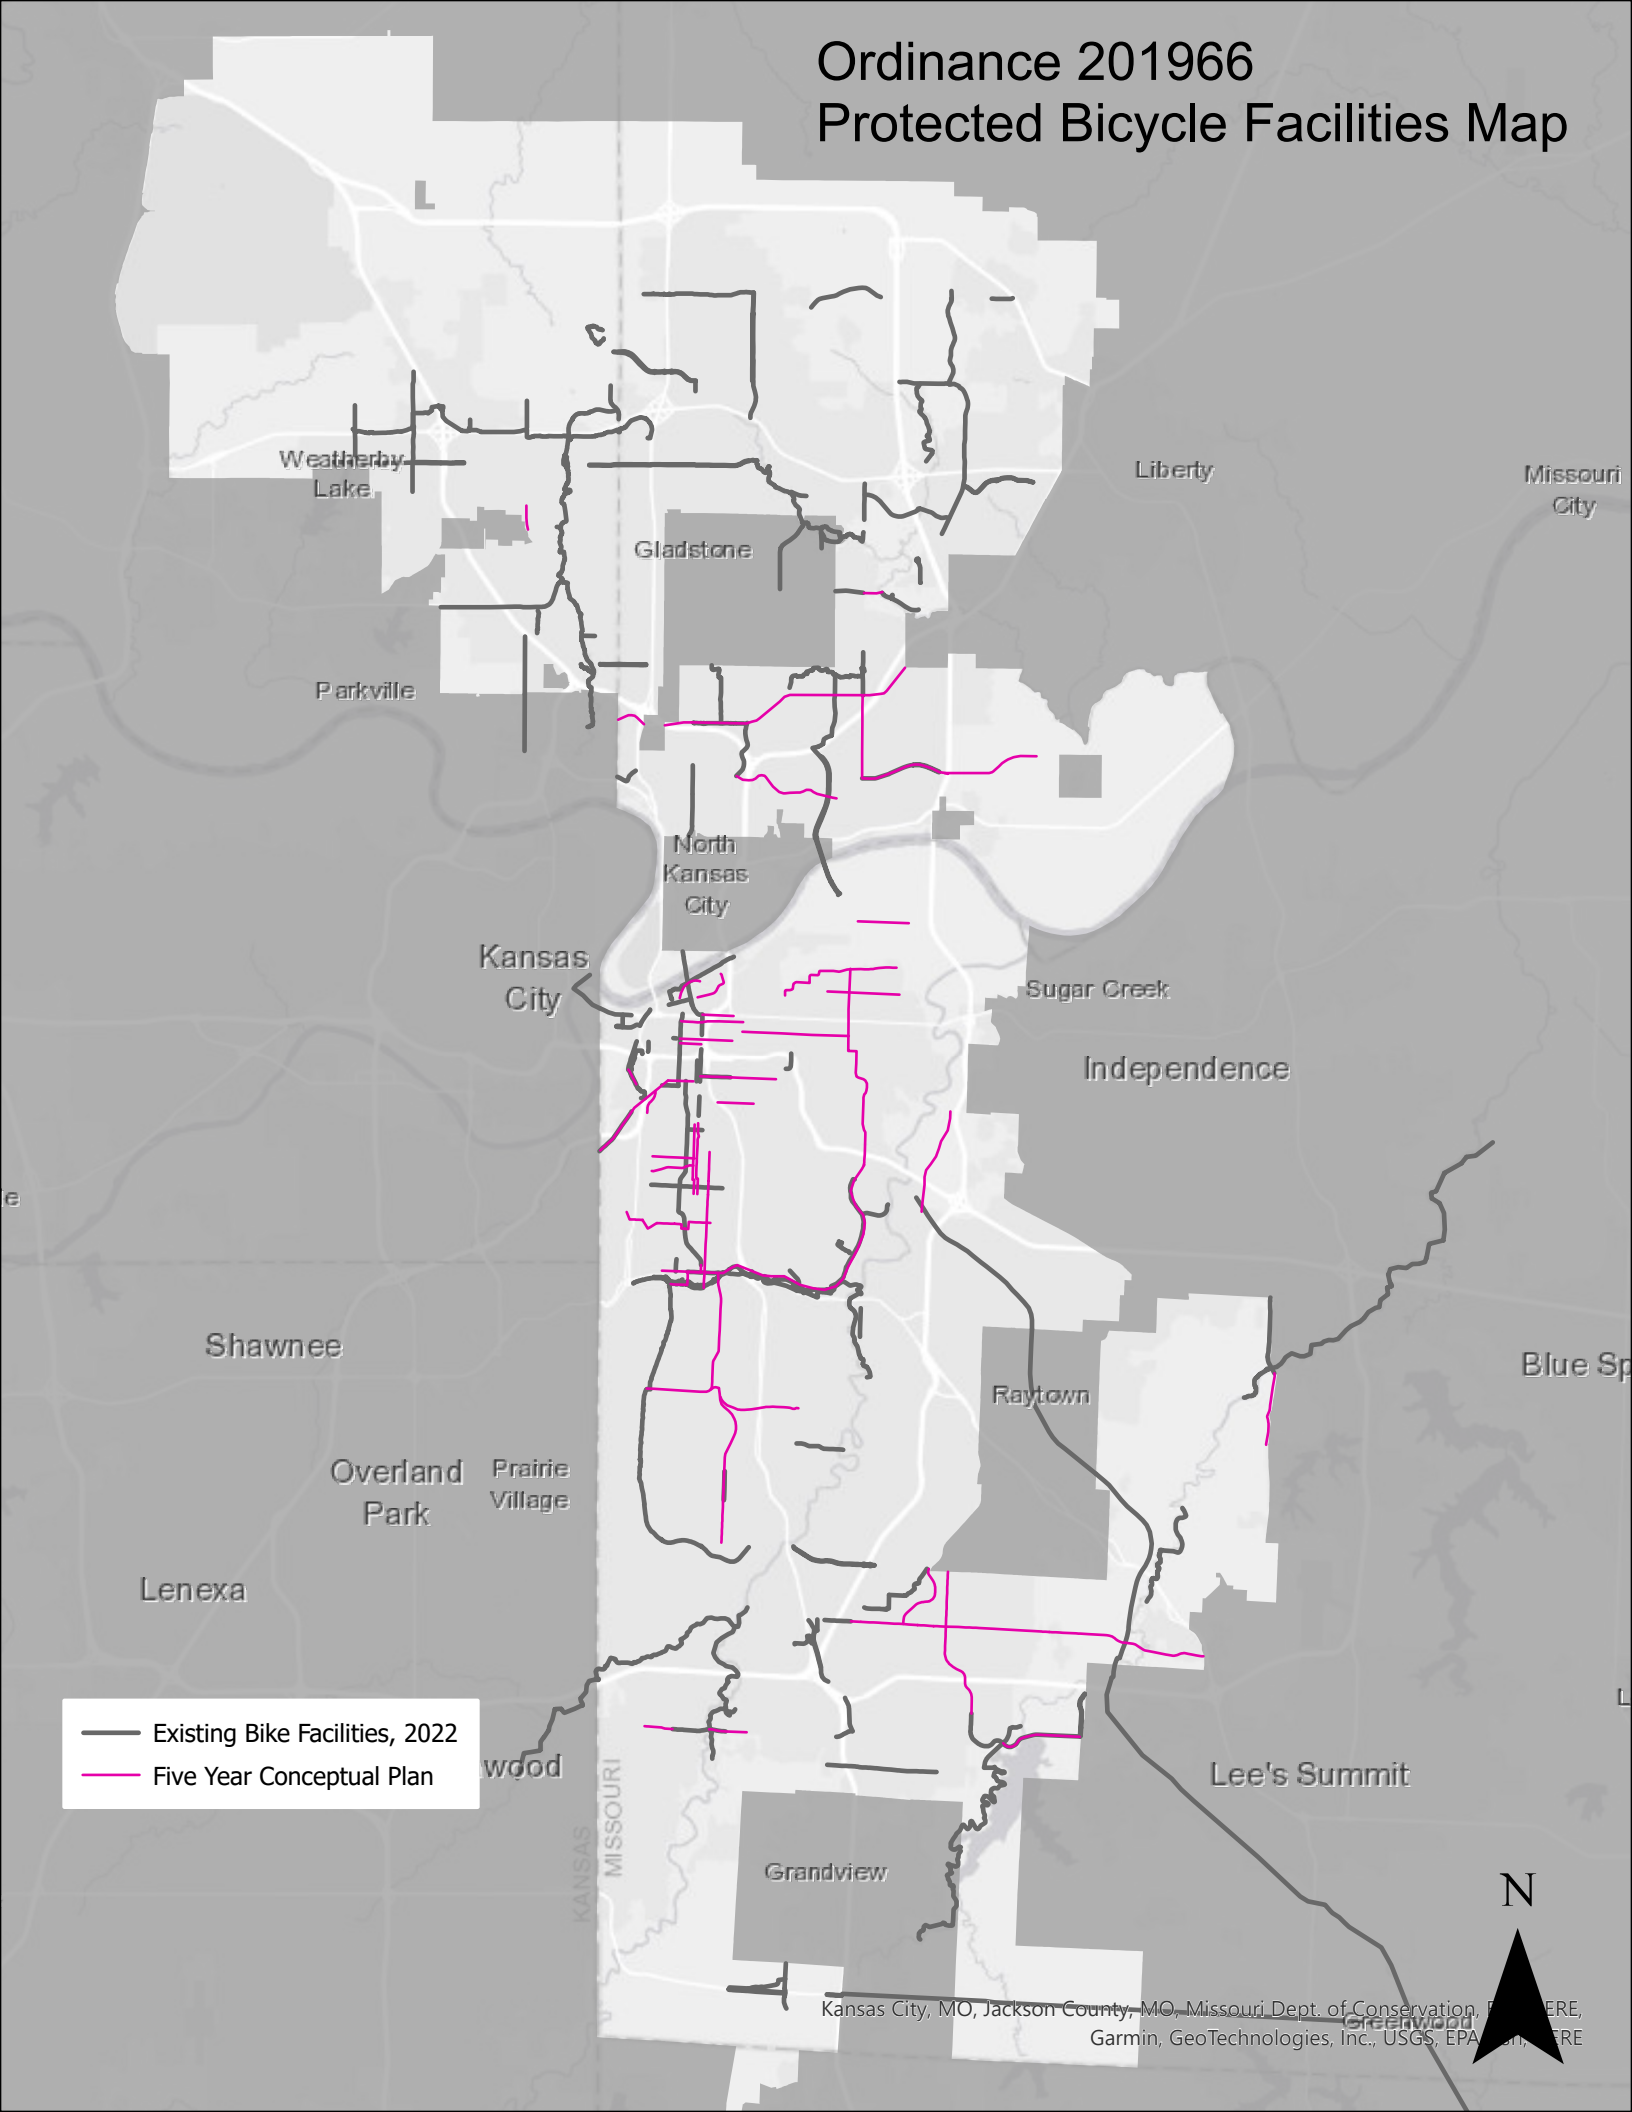 Ordinance 201966
Protected Bicycle Facilities Map
Weatherby
Lake
Liberty
Missouri
City
Gladstone
Parkville
North
Kansas
City
Kansas
City
Sugar Creek
Independence
Shawnee
Blue Sp
Raytown
Overland
Park
Prairie
Village
Lenexa
Existing Bike Facilities, 2022
Five Year Conceptual Plan
wood
KANSAS
MISSOURI
Lee's Summit
Grandview
N
Kansas City, MO, Jackson County, MO, Missouri Dept. of Conservation, ERE,
Greenwood
Garmin, GeoTechnologies, Inc., USGS, EPA ERE